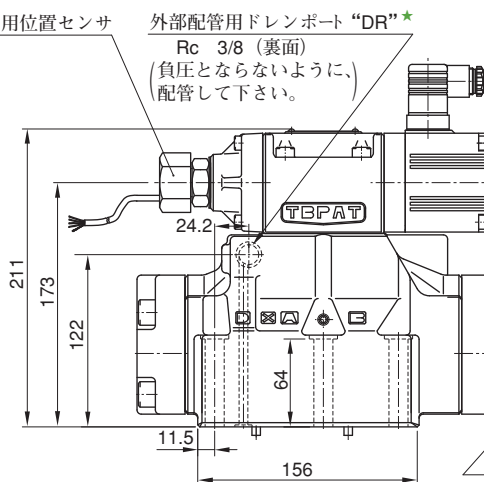 用位置センサ
外部配管用ドレンポート “DR”★
Rc 3/8 (裏面)
(負圧とならないように、
配管して下さい。)
TBPAT
24.2
211
173
122
64
11.5
156